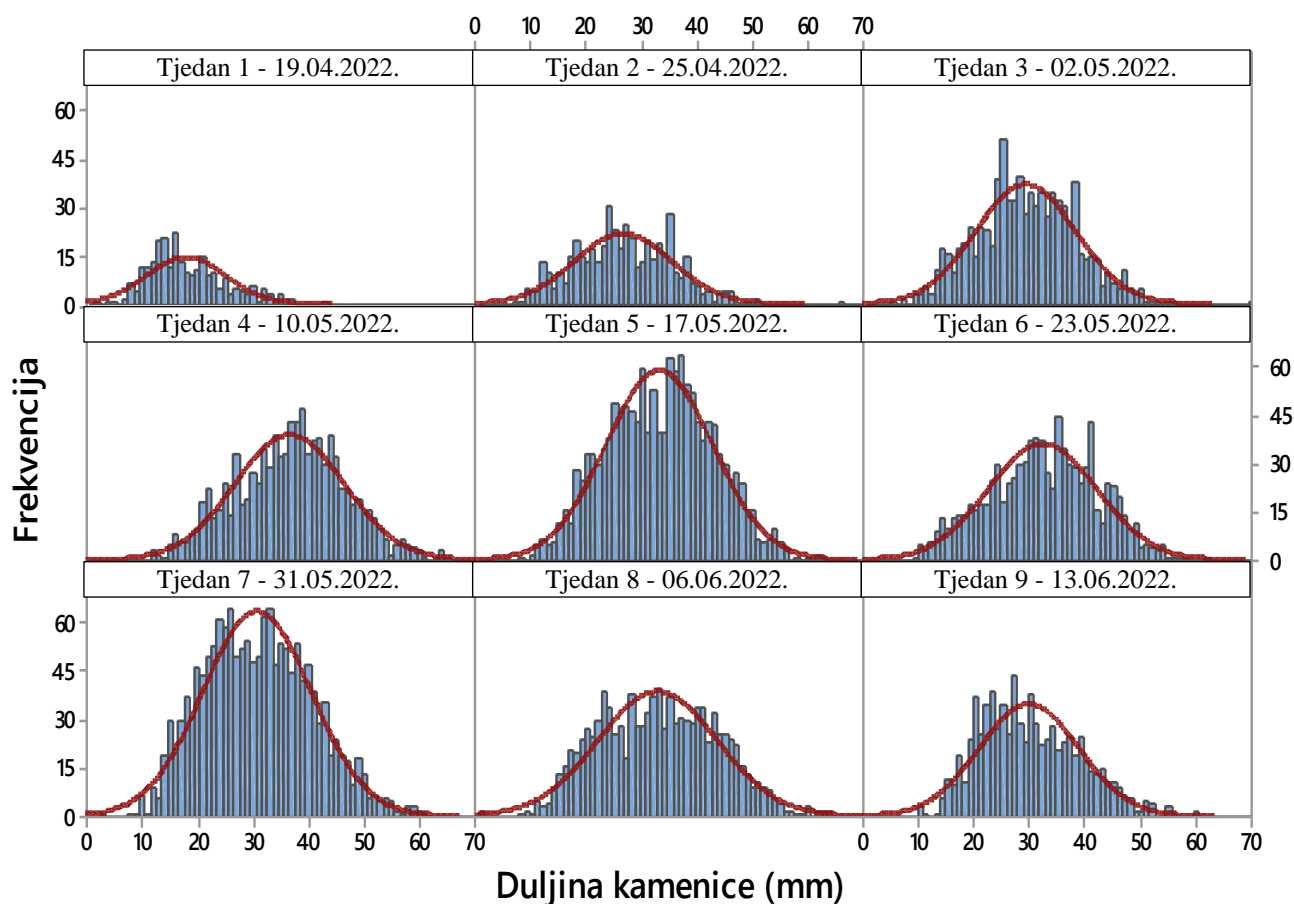 0 10 20 30 40 50 60 70
Tjedan 1 - 19.04.2022. Tjedan 2 - 25.04.2022. Tjedan 3 - 02.05.2022.
60
45
30
15
0
Tjedan 4 - 10.05.2022. Tjedan 5 - 17.05.2022. Tjedan 6 - 23.05.2022.
60
45
30
15
0
Frekvencija
Tjedan 7 - 31.05.2022. Tjedan 8 - 06.06.2022. Tjedan 9 - 13.06.2022.
60
45
30
15
0
0 10 20 30 40 50 60 70 0 10 20 30 40 50 60 70
Duljina kamenice (mm)